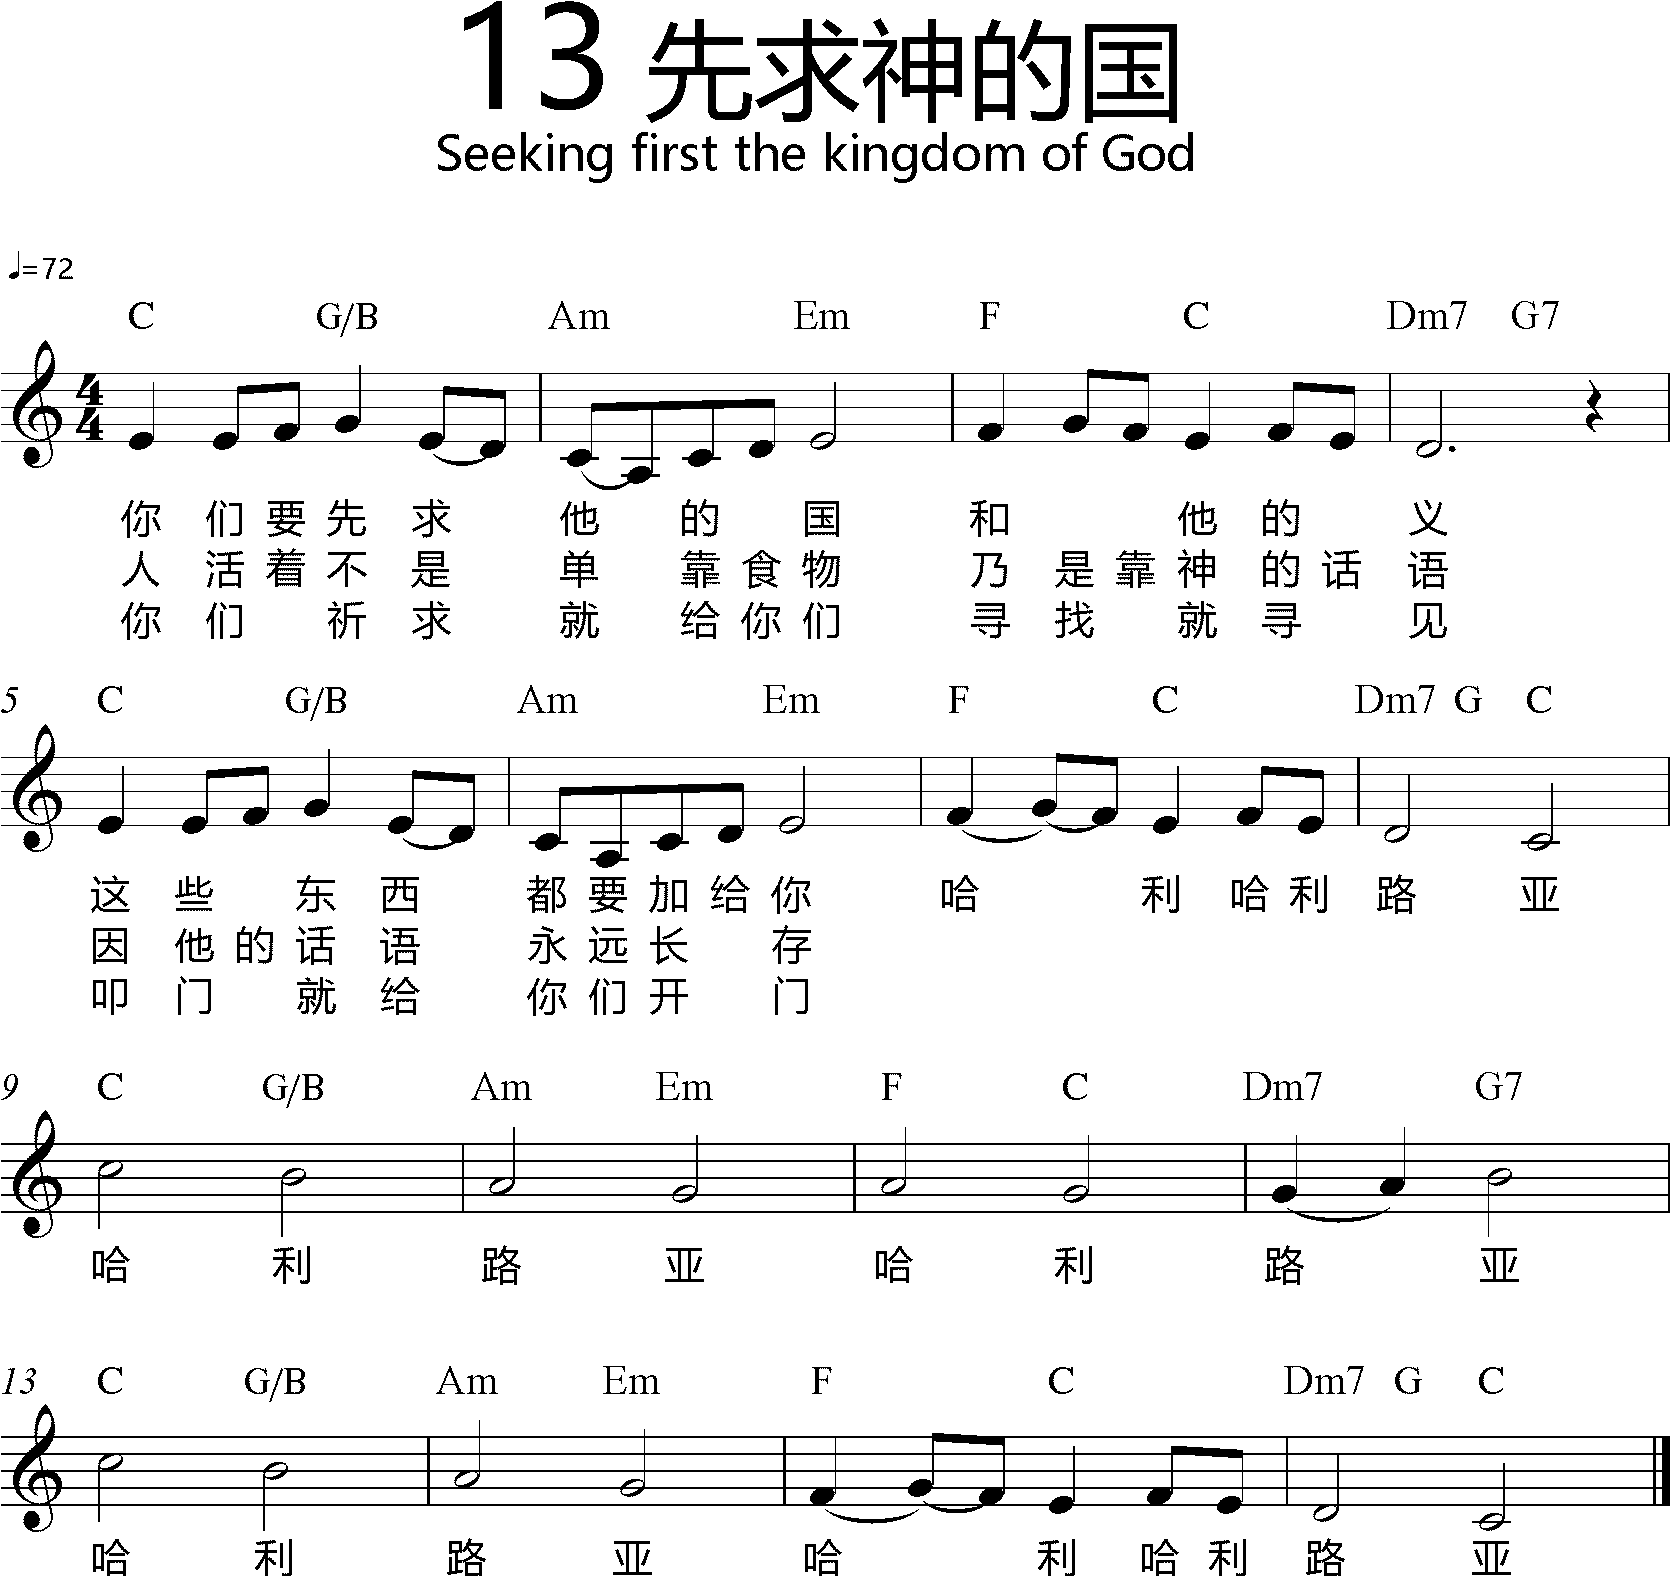 13 先求神的国
Seeking first the kingdom of God
♩=72
C G/B Am Em F C Dm7 G7
4
4
你 们 要 先 求 他 的 国 和 他 的 义
人 活 着 不 是 单 靠 食 物 乃 是 靠 神 的 话 语
你 们 祈 求 就 给 你 们 寻 找 就 寻 见
5 C G/B Am Em F C Dm7 G C
这 些 东 西 都 要 加 给 你 哈 利 哈 利 路 亚
因 他 的 话 语 永 远 长 存
叩 门 就 给 你 们 开 门
9 C G/B Am Em F C Dm7 G7
哈 利 路 亚 哈 利 路 亚
13 C G/B Am Em F C Dm7 G C
哈 利 路 亚 哈 利 哈 利 路 亚